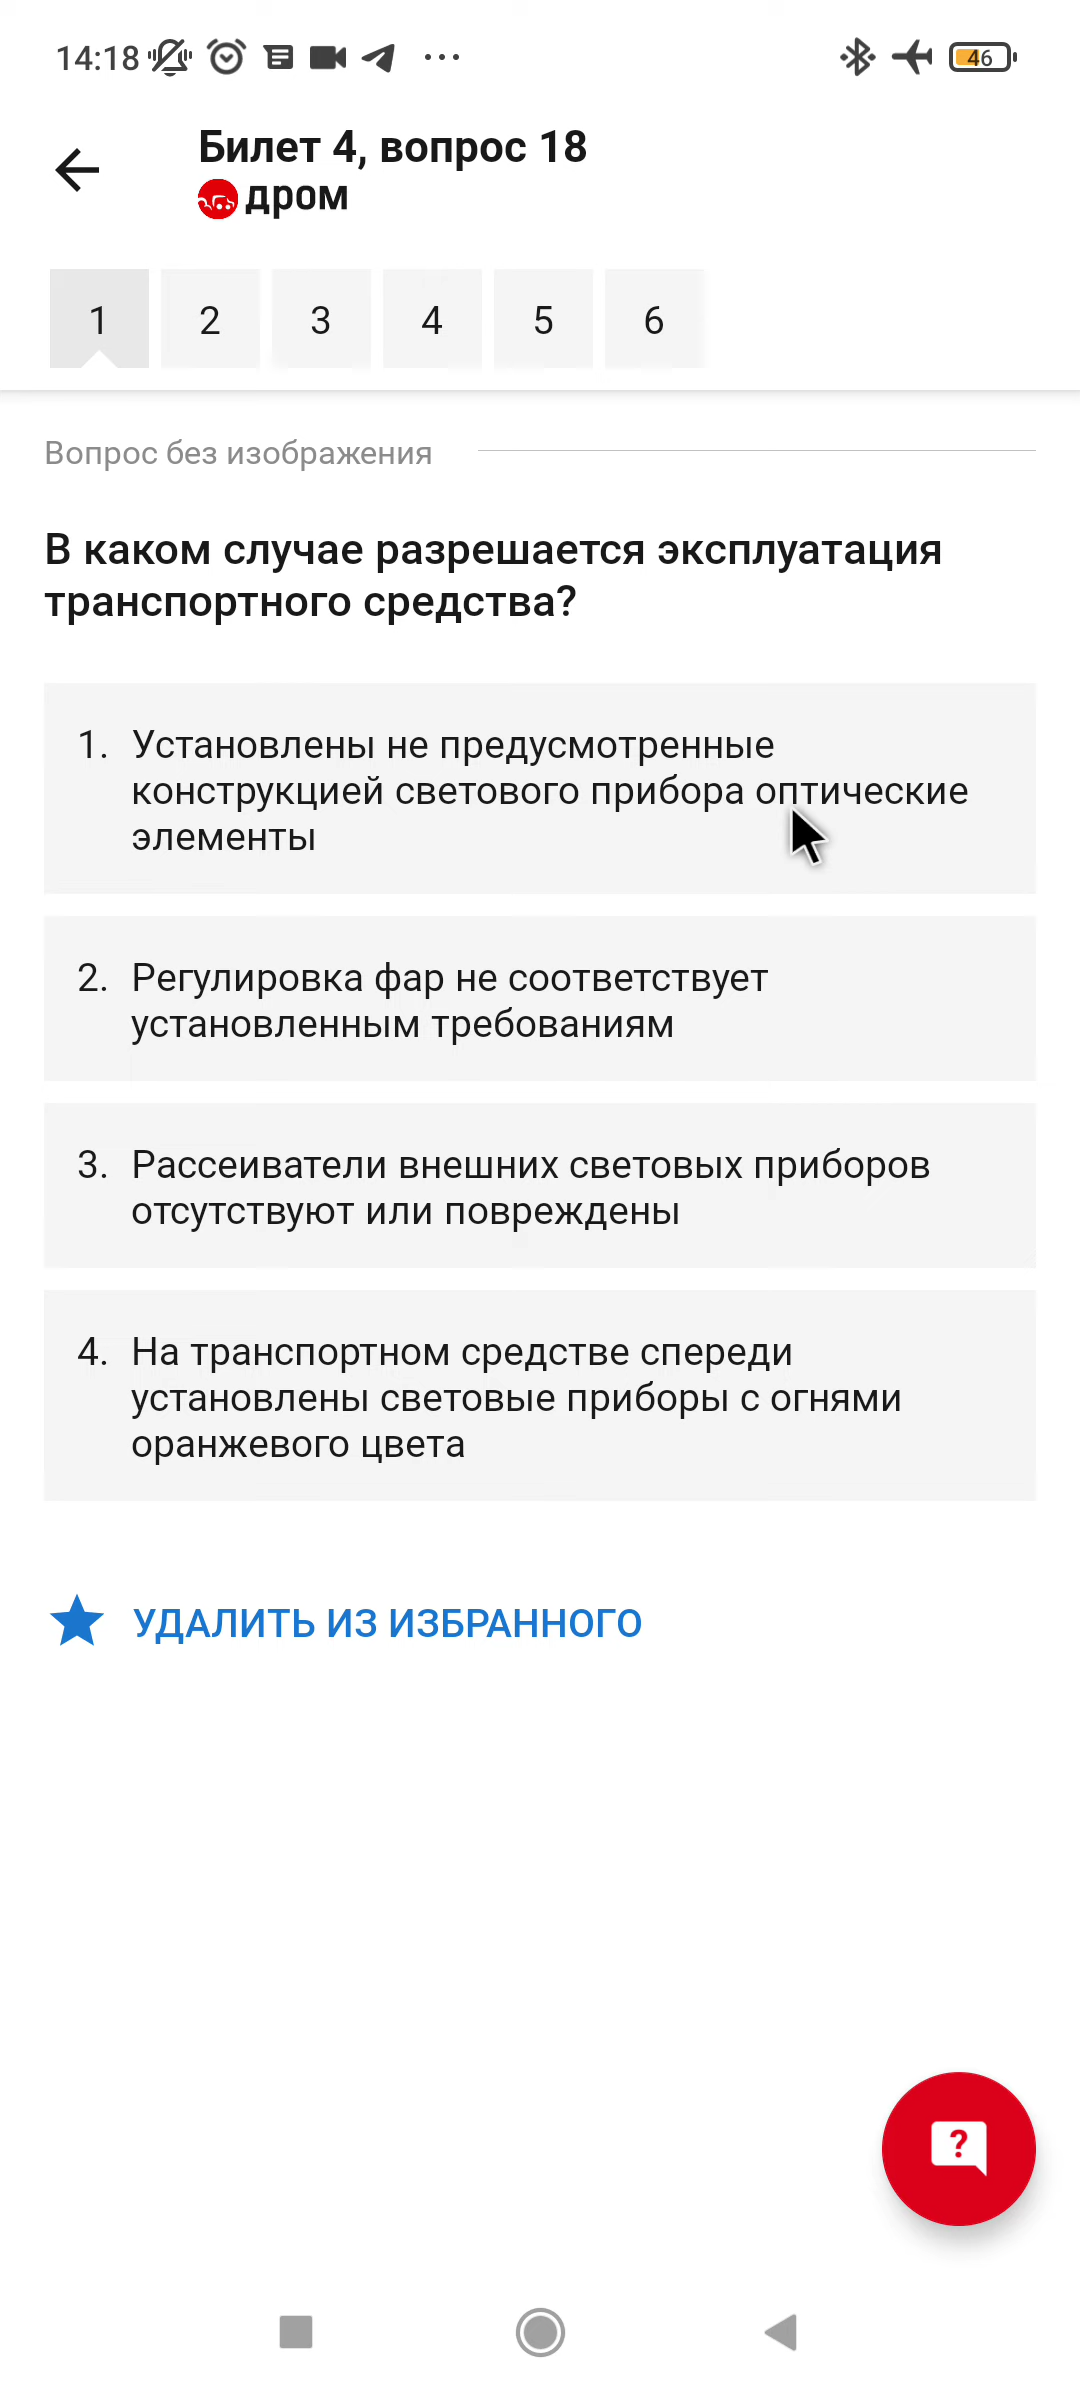 14:18
46
Билет 4, вопрос 18
дром
1 2 3 4 5 6
Вопрос без изображения
В каком случае разрешается эксплуатация
транспортного средства?
1. Установлены не предусмотренные
конструкцией светового прибора оптические
элементы
2. Регулировка фар не соответствует
установленным требованиям
3. Рассеиватели внешних световых приборов
отсутствуют или повреждены
4. На транспортном средстве спереди
установлены световые приборы с огнями
оранжевого цвета
УДАЛИТЬ ИЗ ИЗБРАННОГО
?